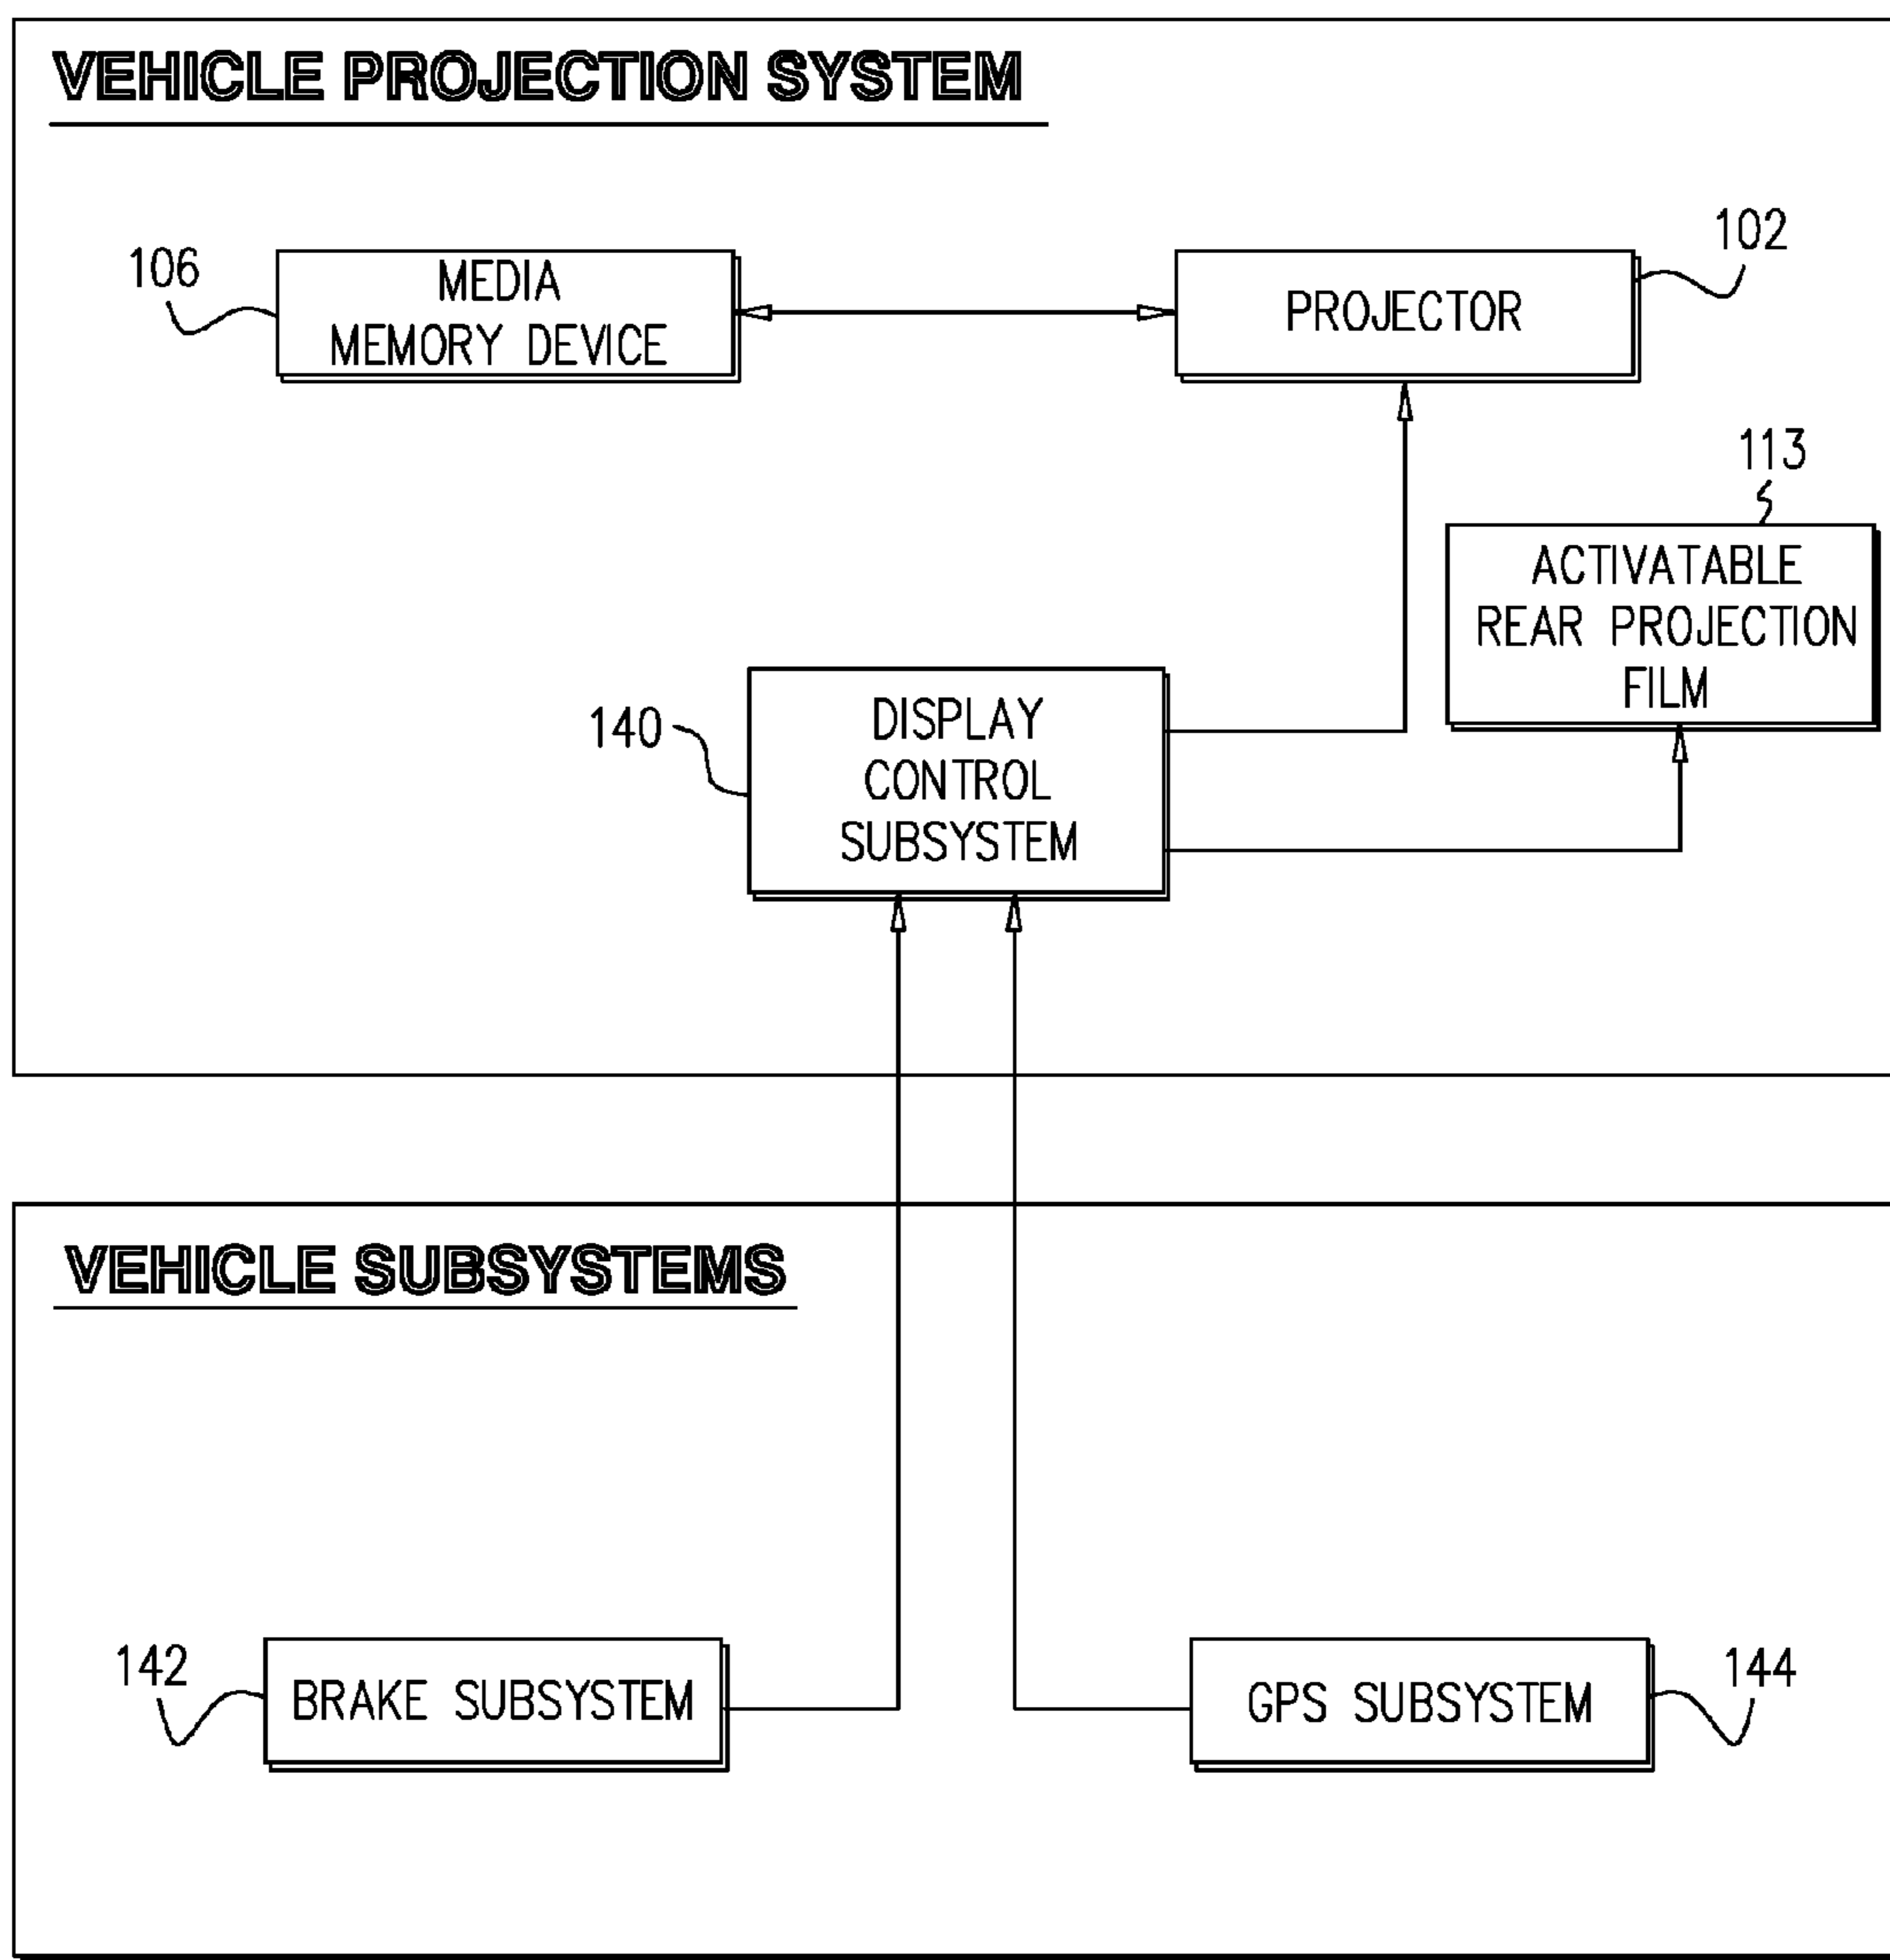 VEHICLE PROJECTION SYSTEM
106
MEDIA
MEMORY DEVICE
PROJECTOR
102
113
ACTIVATABLE
REAR PROJECTION
FILM
140
DISPLAY
CONTROL
SUBSYSTEM
VEHICLE SUBSYSTEMS
142
BRAKE SUBSYSTEM
GPS SUBSYSTEM
144